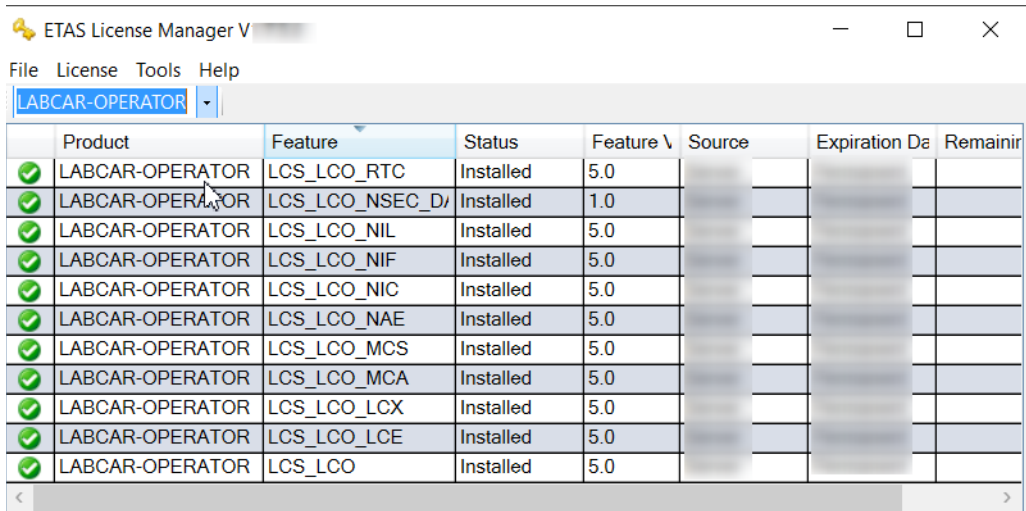 ETAS License Manager V
File License Tools Help
LABCAR-OPERATOR
Product Feature Status Feature V Source Expiration Da Remainin
LABCAR-OPERATOR LCS_LCO_RTC Installed 5.0
LABCAR-OPERATOR LCS_LCO_NSEC_DA Installed 1.0
LABCAR-OPERATOR LCS_LCO_NIL Installed 5.0
LABCAR-OPERATOR LCS_LCO_NIF Installed 5.0
LABCAR-OPERATOR LCS_LCO_NIC Installed 5.0
LABCAR-OPERATOR LCS_LCO_NAE Installed 5.0
LABCAR-OPERATOR LCS_LCO_MCS Installed 5.0
LABCAR-OPERATOR LCS_LCO_MCA Installed 5.0
LABCAR-OPERATOR LCS_LCO_LCX Installed 5.0
LABCAR-OPERATOR LCS_LCO_LCE Installed 5.0
LABCAR-OPERATOR LCS_LCO Installed 5.0